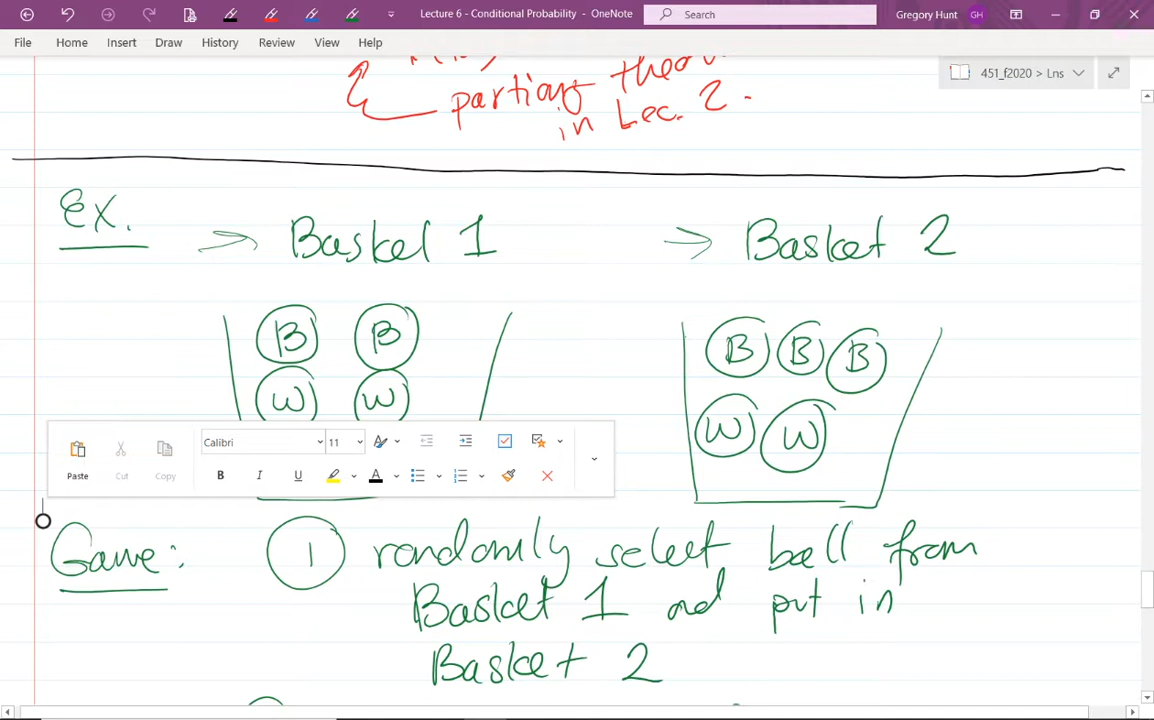 Lecture 6 - Conditional Probability - OneNote
Search
Gregory Hunt
GH
File Home Insert Draw History Review View Help
451_f2020 > Lns
partiong
in Lec. 2.
Ex.
→ Basket 1
→ Basket 2
B B
B B B
W W
W W
Calibri 11
Paste Cut Copy
B I U A
Game: 1 randomly select ball from
Basket 1 and put in
Basket 2